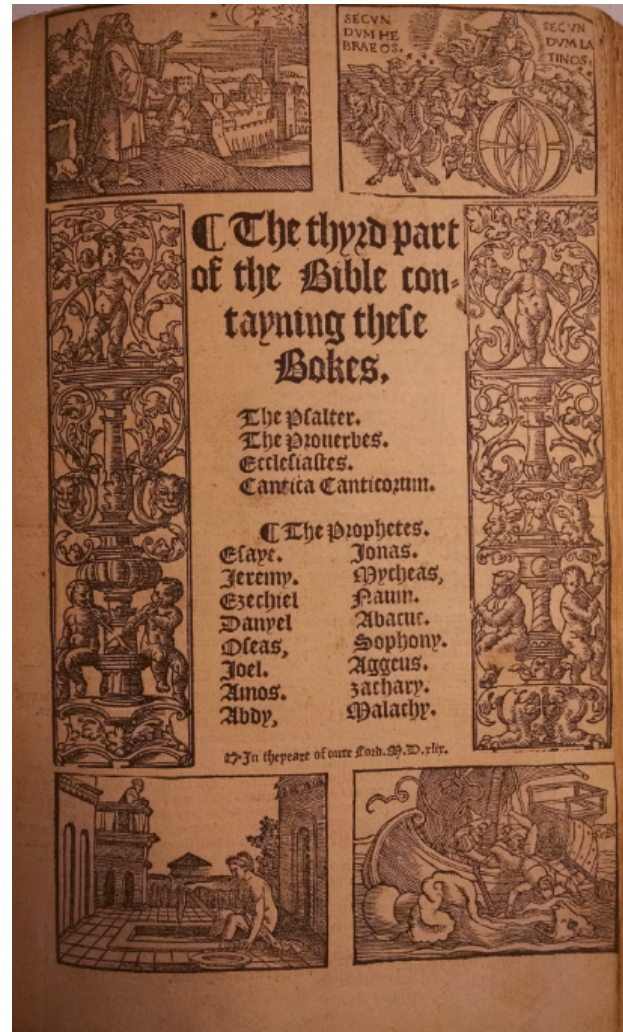 SECVN
DVM HE
BRAEOS.
SECVN
DVM LA
TINOS.
¶ The thyrd part
of the Bible con-
tayning these
Bokes.
The Psalter.
The Prouerbes.
Ecclesiastes.
Cantica Canticorum.
¶ The Prophetes.
Esaye.
Jeremy.
Ezechiel
Danyel
Oseas,
Joel.
Amos.
Abdy,
Jonas.
Mycheas,
Naum.
Abacuc.
Sophony.
Aggeus.
zachary.
Malachy.
☞ In the yeare of oure Lord. M.D.xlix.